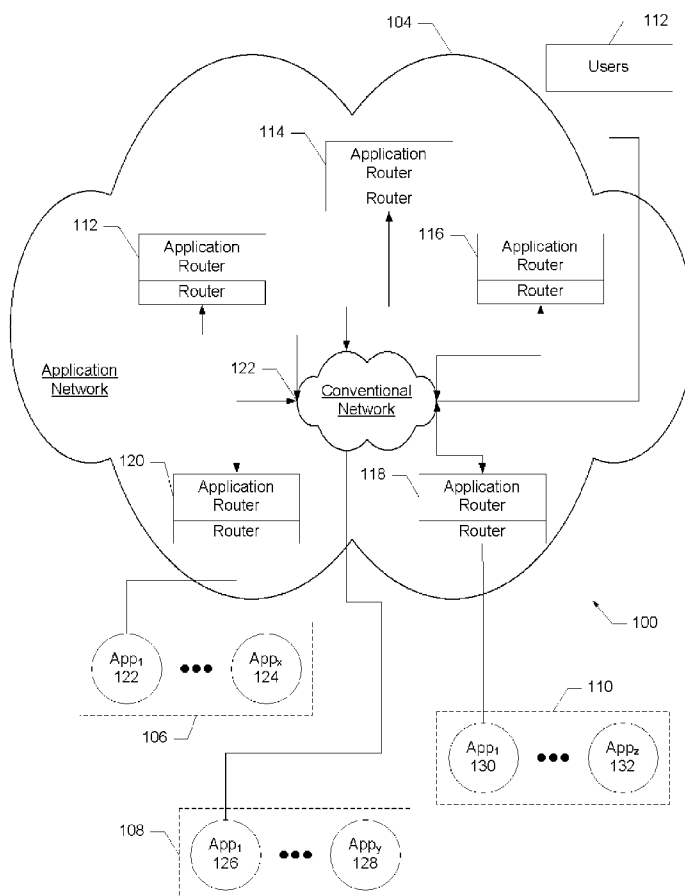 104
112
Users
114
Application
Router
Router
112
Application
Router
Router
116
Application
Router
Router
Application
Network
122
Conventional
Network
120
Application
Router
Router
118
Application
Router
Router
100
App1
122
Appx
124
106
110
App1
130
Appz
132
108
App1
126
Appy
128